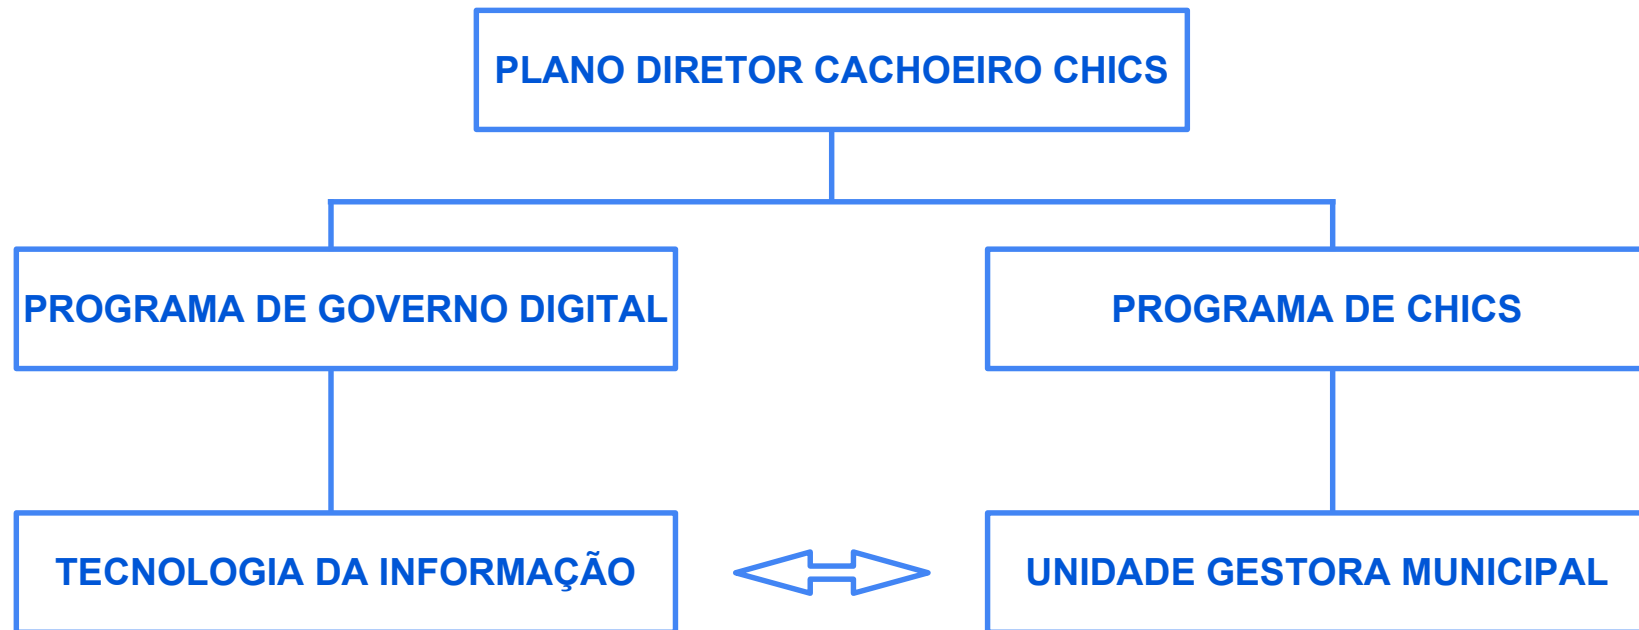 PLANO DIRETOR CACHOEIRO CHICS
PROGRAMA DE GOVERNO DIGITAL
PROGRAMA DE CHICS
TECNOLOGIA DA INFORMAÇÃO
UNIDADE GESTORA MUNICIPAL